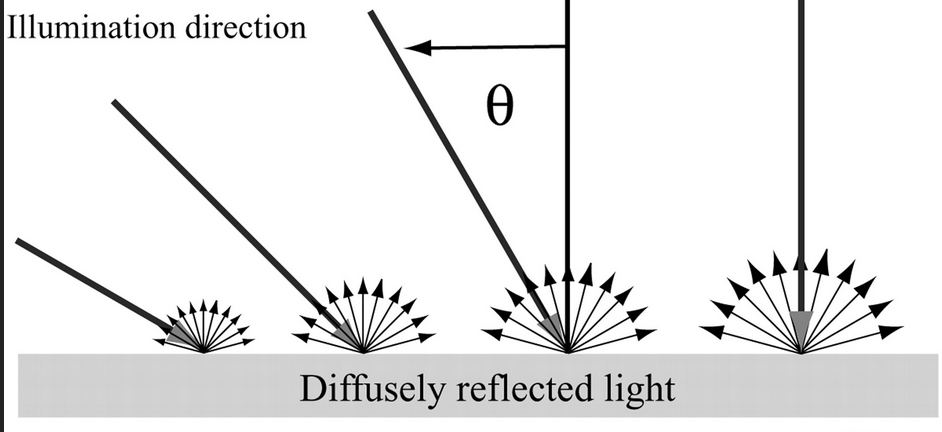 Illumination direction
θ
Diffusely reflected light